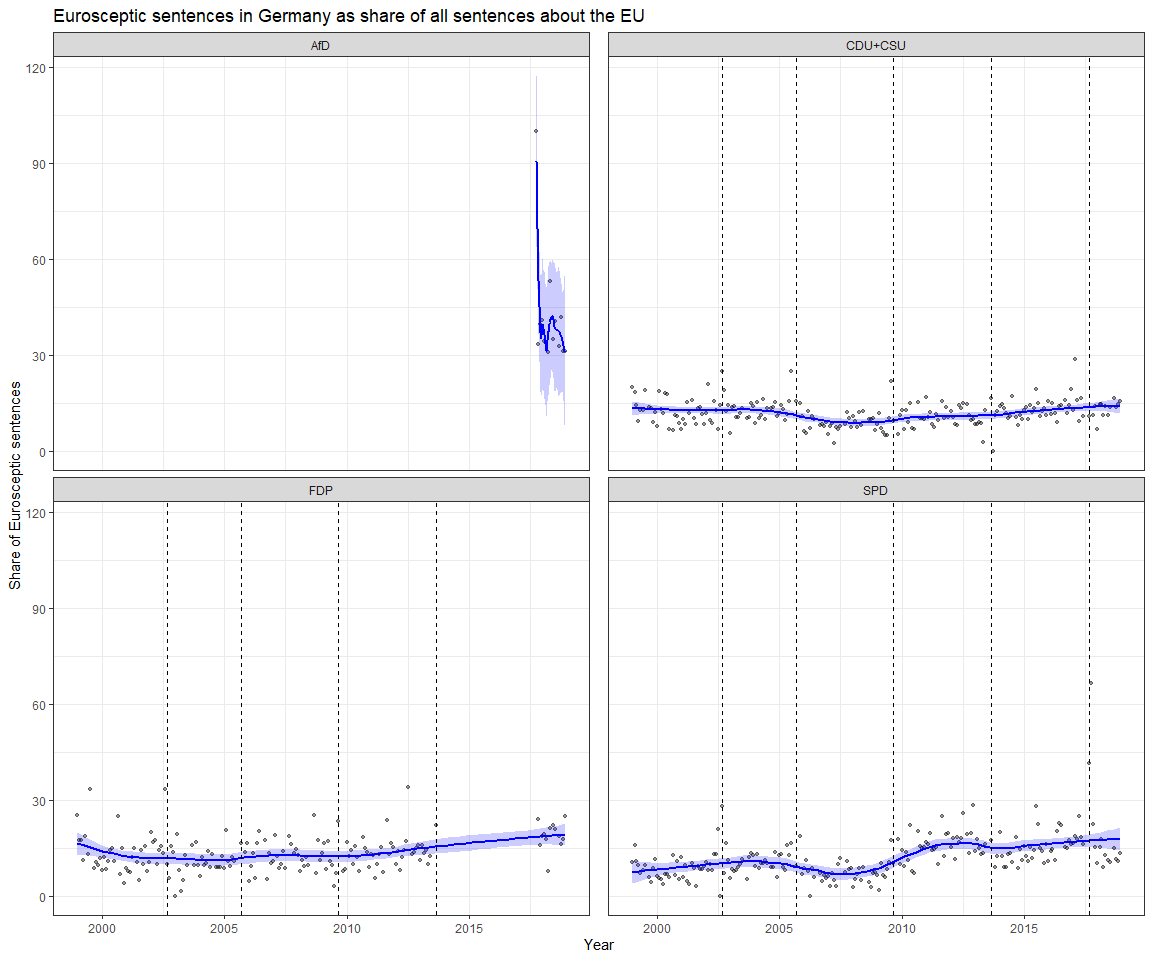 Eurosceptic sentences in Germany as share of all sentences about the EU
AfD
CDU+CSU
120
90
60
30
0
FDP
SPD
120
90
60
30
0
Share of Eurosceptic sentences
2000
2005
2010
2015
2000
2005
2010
2015
Year